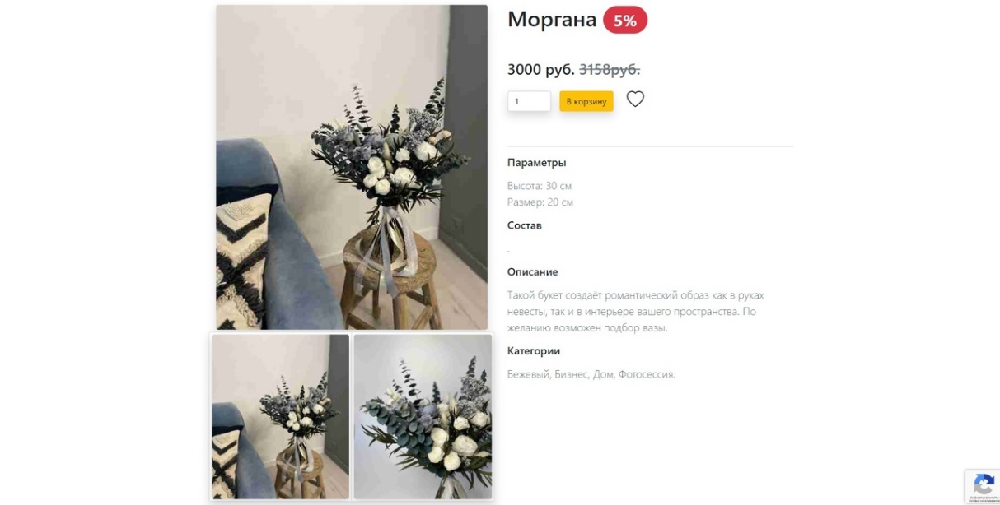 Моргана 5%
3000 руб. 3158руб.
1 В корзину
Параметры
Высота: 30 см
Размер: 20 см
Состав
.
Описание
Такой букет создаёт романтический образ как в руках
невесты, так и в интерьере вашего пространства. По
желанию возможен подбор вазы.
Категории
Бежевый, Бизнес, Дом, Фотосессия.